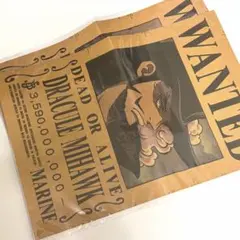 WANTED
DEAD OR ALIVE
DRACULE MIHAWK
3,590,000,000
MARINE